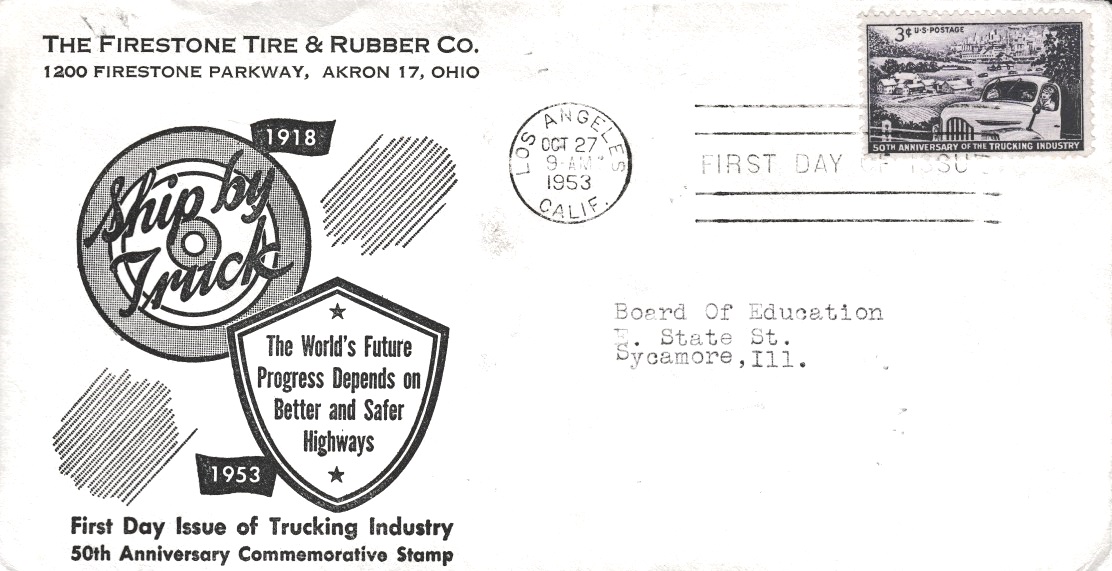 THE FIRESTONE TIRE & RUBBER CO.
1200 FIRESTONE PARKWAY, AKRON 17, OHIO
1918
Ship by
Truck
The World's Future
Progress Depends on
Better and Safer
Highways
1953
First Day Issue of Trucking Industry
50th Anniversary Commemorative Stamp
LOS ANGELES
OCT 27
9-AM
1953
CALIF.
FIRST DAY OF ISSUE
3¢ U·S·POSTAGE
50TH ANNIVERSARY OF THE TRUCKING INDUSTRY
Board Of Education
E. State St.
Sycamore,Ill.